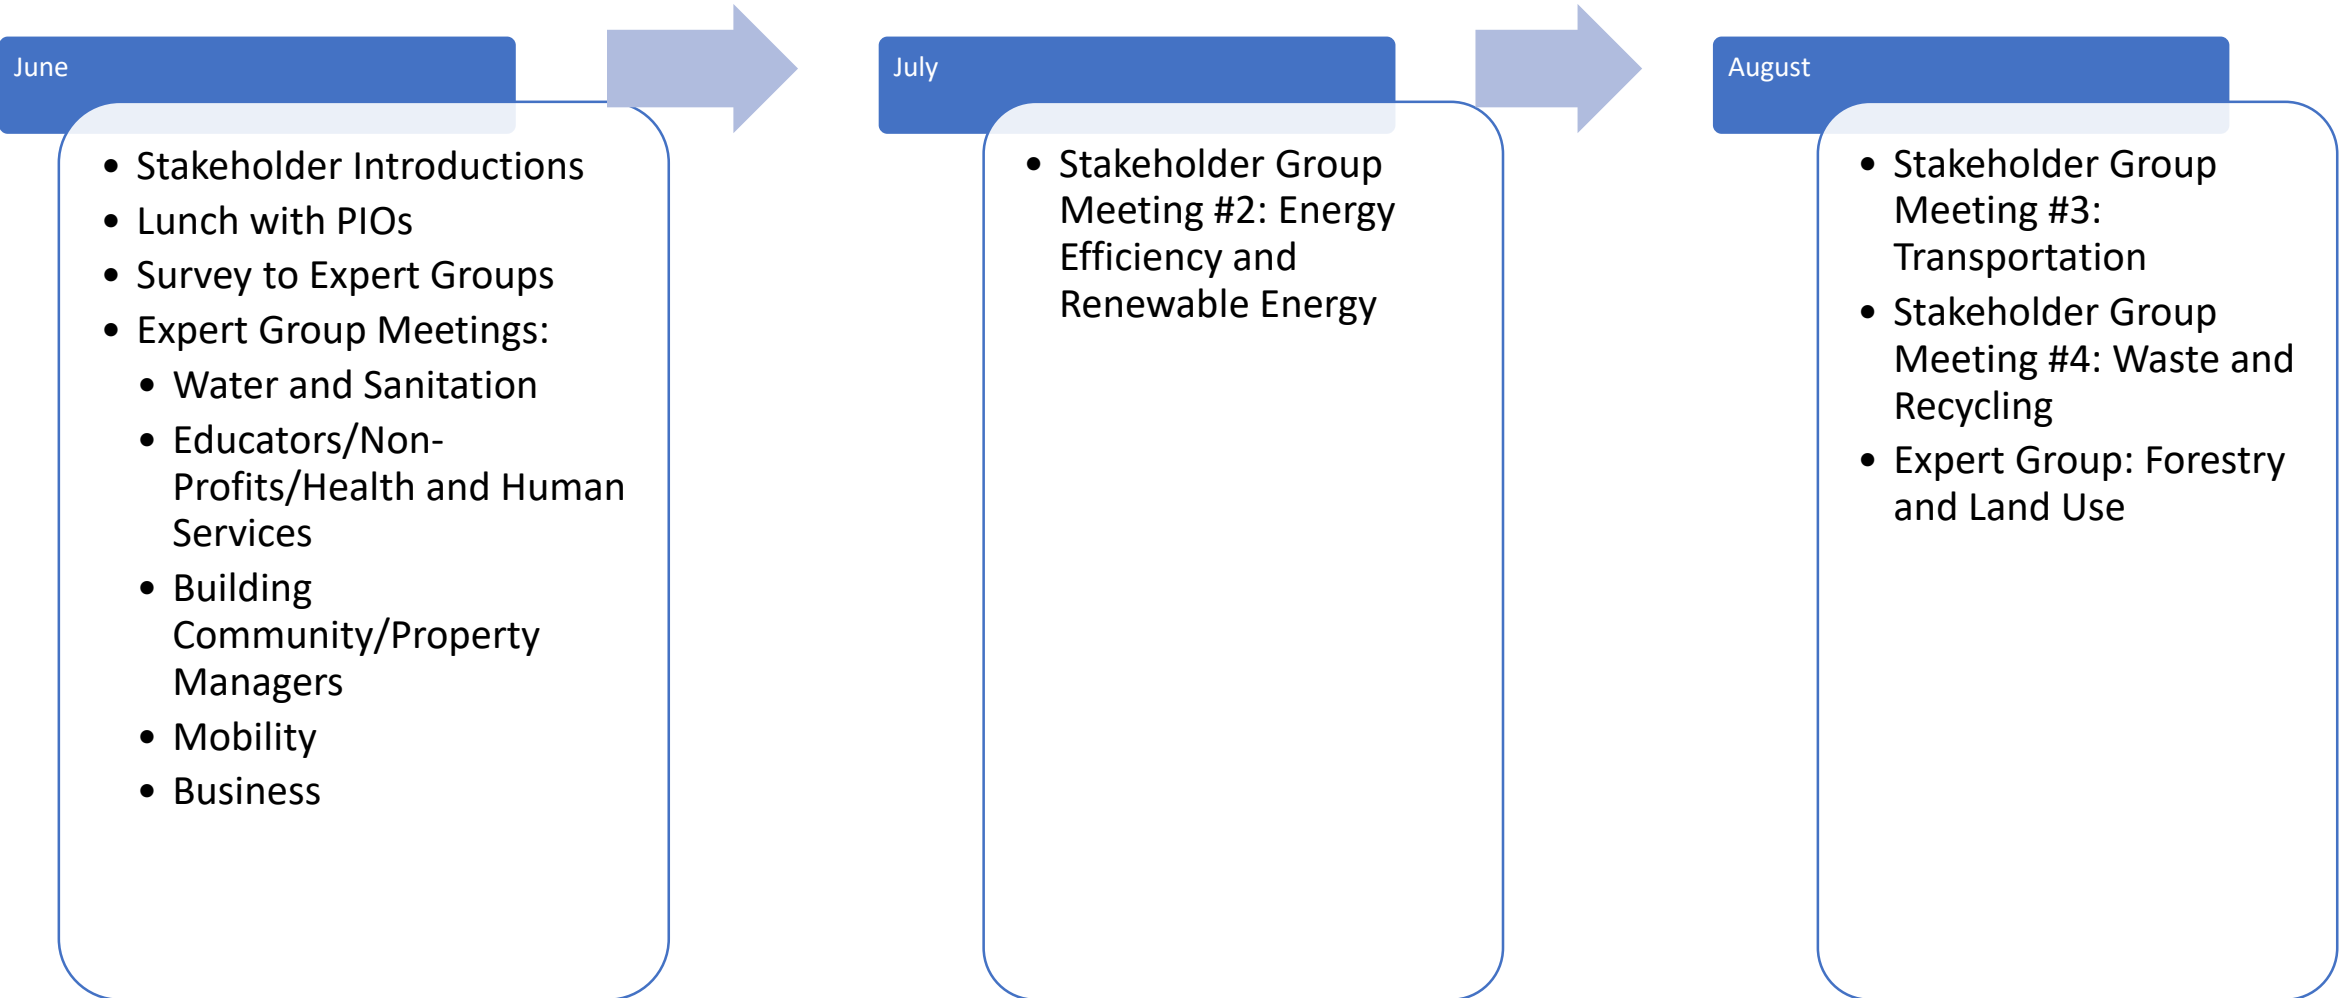 June
• Stakeholder Introductions
• Lunch with PIOs
• Survey to Expert Groups
• Expert Group Meetings:
• Water and Sanitation
• Educators/Non-
Profits/Health and Human
Services
• Building
Community/Property
Managers
• Mobility
• Business
July
• Stakeholder Group
Meeting #2: Energy
Efficiency and
Renewable Energy
August
• Stakeholder Group
Meeting #3:
Transportation
• Stakeholder Group
Meeting #4: Waste and
Recycling
• Expert Group: Forestry
and Land Use